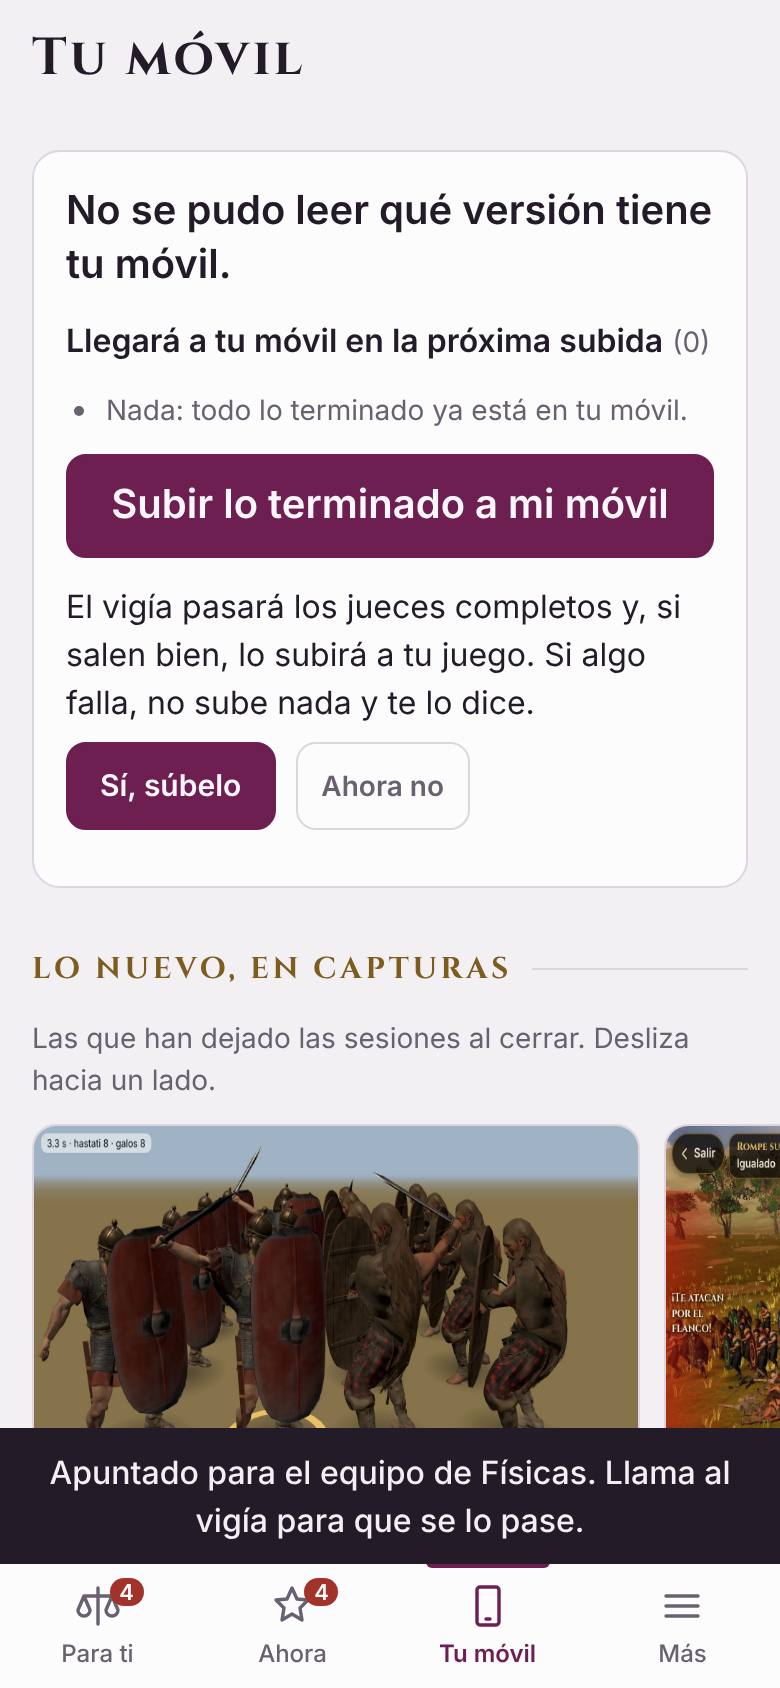 Tu móvil
No se pudo leer qué versión tiene
tu móvil.
Llegará a tu móvil en la próxima subida (0)
• Nada: todo lo terminado ya está en tu móvil.
Subir lo terminado a mi móvil
El vigía pasará los jueces completos y, si
salen bien, lo subirá a tu juego. Si algo
falla, no sube nada y te lo dice.
Sí, súbelo
Ahora no
LO NUEVO, EN CAPTURAS
Las que han dejado las sesiones al cerrar. Desliza
hacia un lado.
3.3 s · hastati 8 · galos 8
Salir
ROMPE
Igualado
¡TE ATACAN
POR EL
FLANCO!
Apuntado para el equipo de Físicas. Llama al
vigía para que se lo pase.
4
4
Para ti
Ahora
Tu móvil
Más